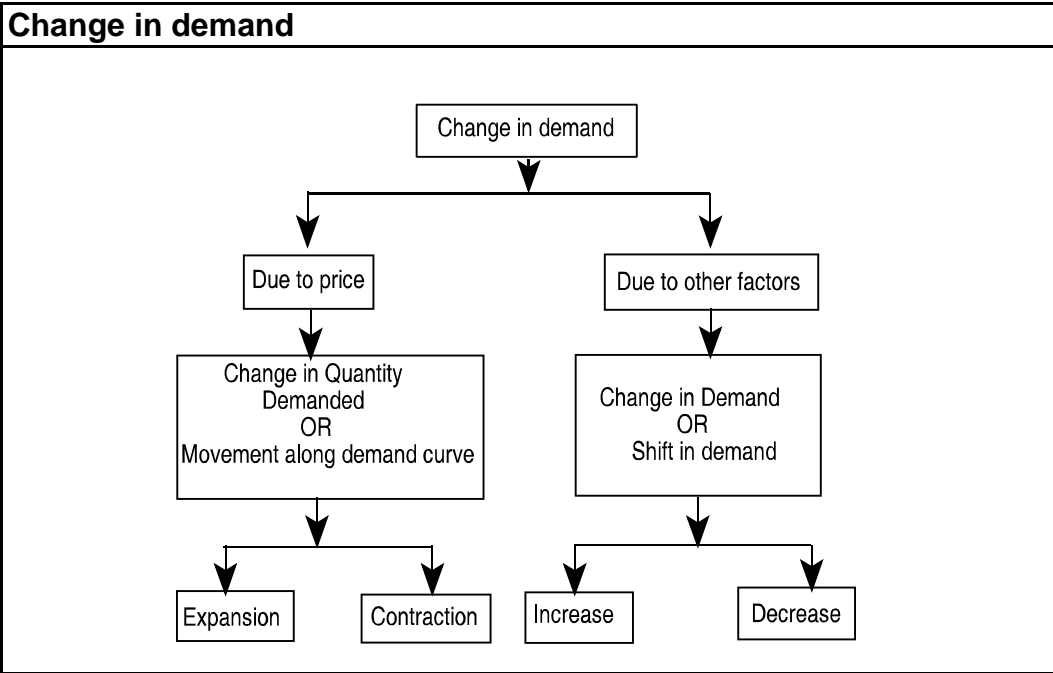 Change in demand
Change in demand
Due to price
Due to other factors
Change in Quantity
Demanded
OR
Movement along demand curve
Change in Demand
OR
Shift in demand
Expansion
Contraction
Increase
Decrease